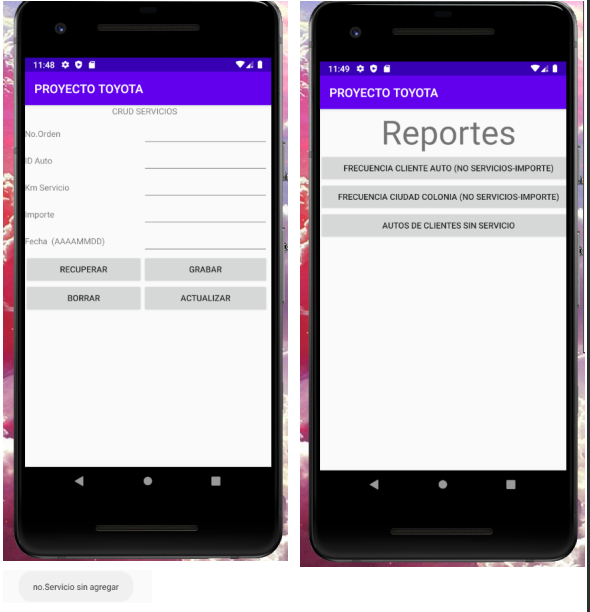 11:48
PROYECTO TOYOTA
CRUD SERVICIOS
No.Orden
ID Auto
Km Servicio
Importe
Fecha (AAAAMMDD)
RECUPERAR GRABAR
BORRAR ACTUALIZAR
no.Servicio sin agregar
11:49
PROYECTO TOYOTA
Reportes
FRECUENCIA CLIENTE AUTO (NO SERVICIOS-IMPORTE)
FRECUENCIA CIUDAD COLONIA (NO SERVICIOS-IMPORTE)
AUTOS DE CLIENTES SIN SERVICIO